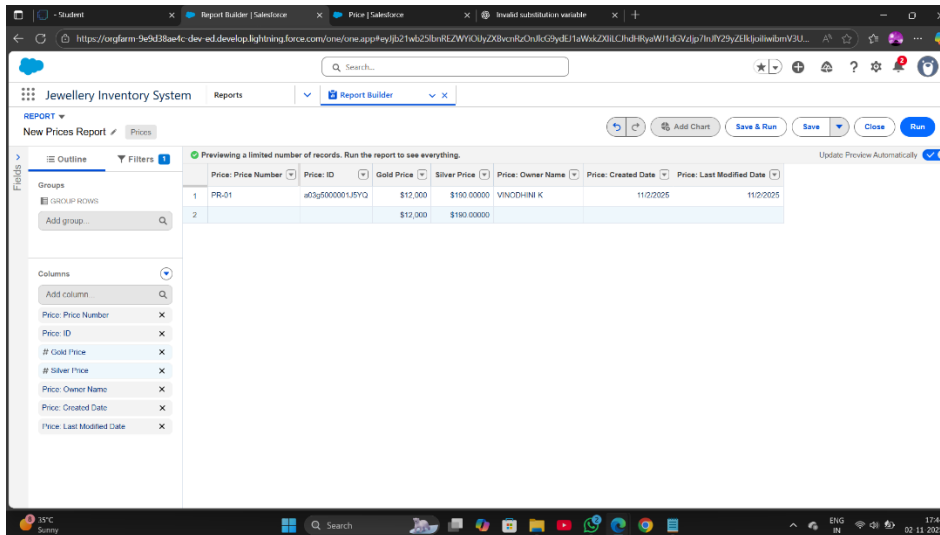 - Student
Report Builder | Salesforce
Price | Salesforce
Invalid substitution variable
Search...
Jewellery Inventory System
Reports
Report Builder
REPORT
New Prices Report
Prices
Add Chart
Save & Run
Save
Close
Run
Fields
Outline
Filters 1
Previewing a limited number of records. Run the report to see everything.
Update Preview Automatically
Groups
GROUP ROWS
Add group...
Columns
Add column...
Price: Price Number
Price: ID
# Gold Price
# Silver Price
Price: Owner Name
Price: Created Date
Price: Last Modified Date
Price: Price Number Price: ID Gold Price Silver Price Price: Owner Name Price: Created Date Price: Last Modified Date
1 PR-01 a03g5000001J5YQ $12,000 $190.00000 VINODHINI K 11/2/2025 11/2/2025
2 $12,000 $190.00000
35°C
Sunny
Search
ENG
IN